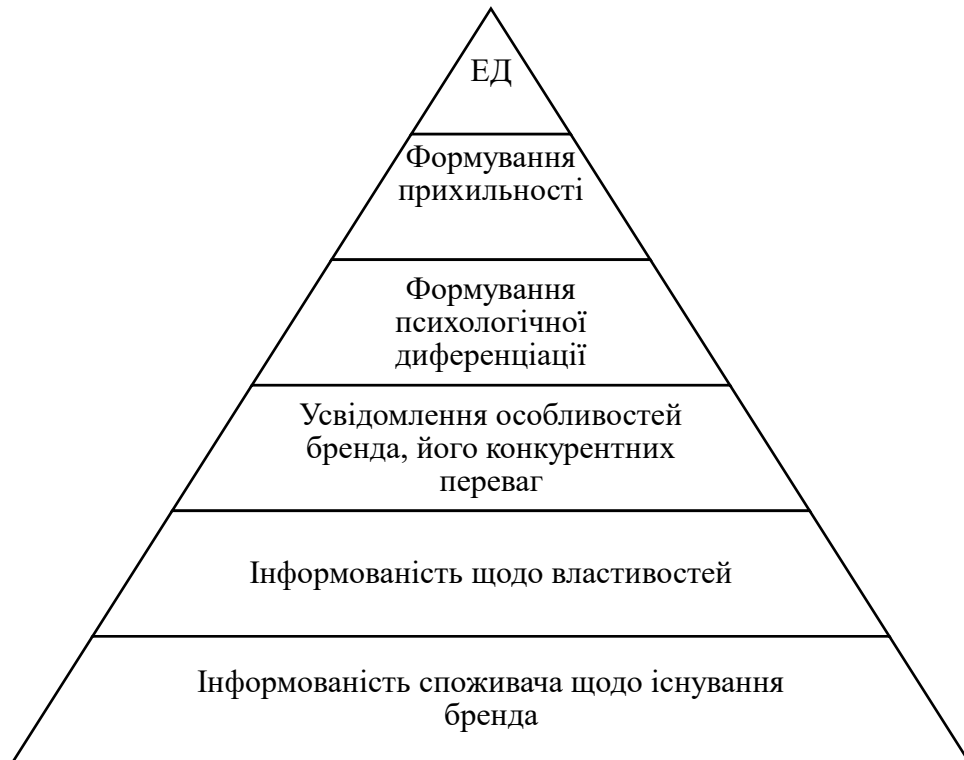 ЕД
Формування
прихильності
Формування
психологічної
диференціації
Усвідомлення особливостей
бренда, його конкурентних
переваг
Інформованість щодо властивостей
Інформованість споживача щодо існування
бренда